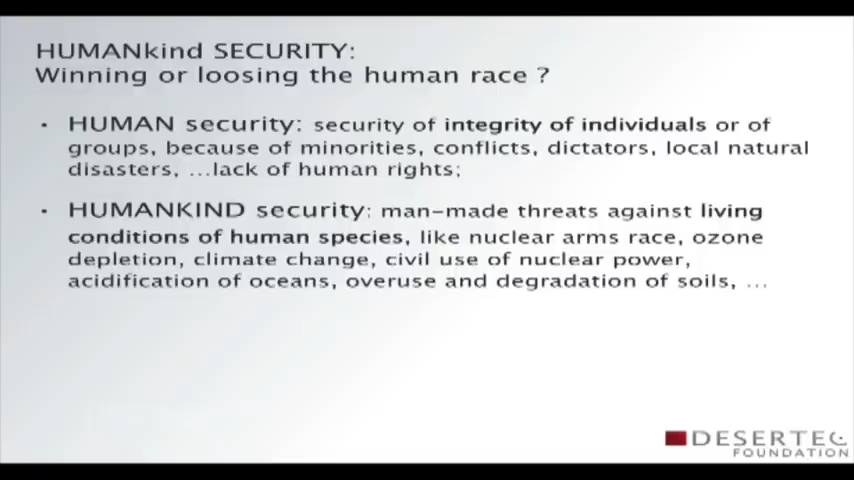 HUMANkind SECURITY:
Winning or loosing the human race ?
• HUMAN security: security of integrity of individuals or of
groups, because of minorities, conflicts, dictators, local natural
disasters, ...lack of human rights;
• HUMANKIND security: man-made threats against living
conditions of human species, like nuclear arms race, ozone
depletion, climate change, civil use of nuclear power,
acidification of oceans, overuse and degradation of soils, ...
DESERTEC
FOUNDATION